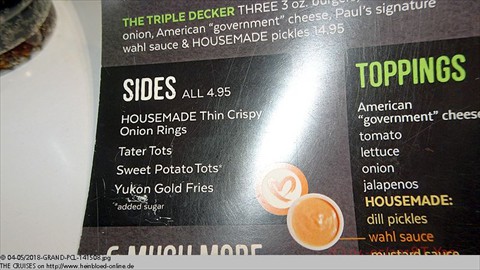 THE TRIPLE DECKER THREE 3 oz. burgers
onion, American "government" cheese, Paul's signature
wahl sauce & HOUSEMADE pickles 14.95
SIDES ALL 4.95
HOUSEMADE Thin Crispy
Onion Rings
Tater Tots
Sweet Potato Tots*
Yukon Gold Fries
*added sugar
TOPPINGS
American
"government" cheese
tomato
lettuce
onion
jalapenos
HOUSEMADE:
dill pickles
wahl sauce
mustard sauce
& MUCH MORE
© 04-05/2018-GRAND-PCL-141508.jpg
THE CRUISES on http://www.heinbloed-online.de